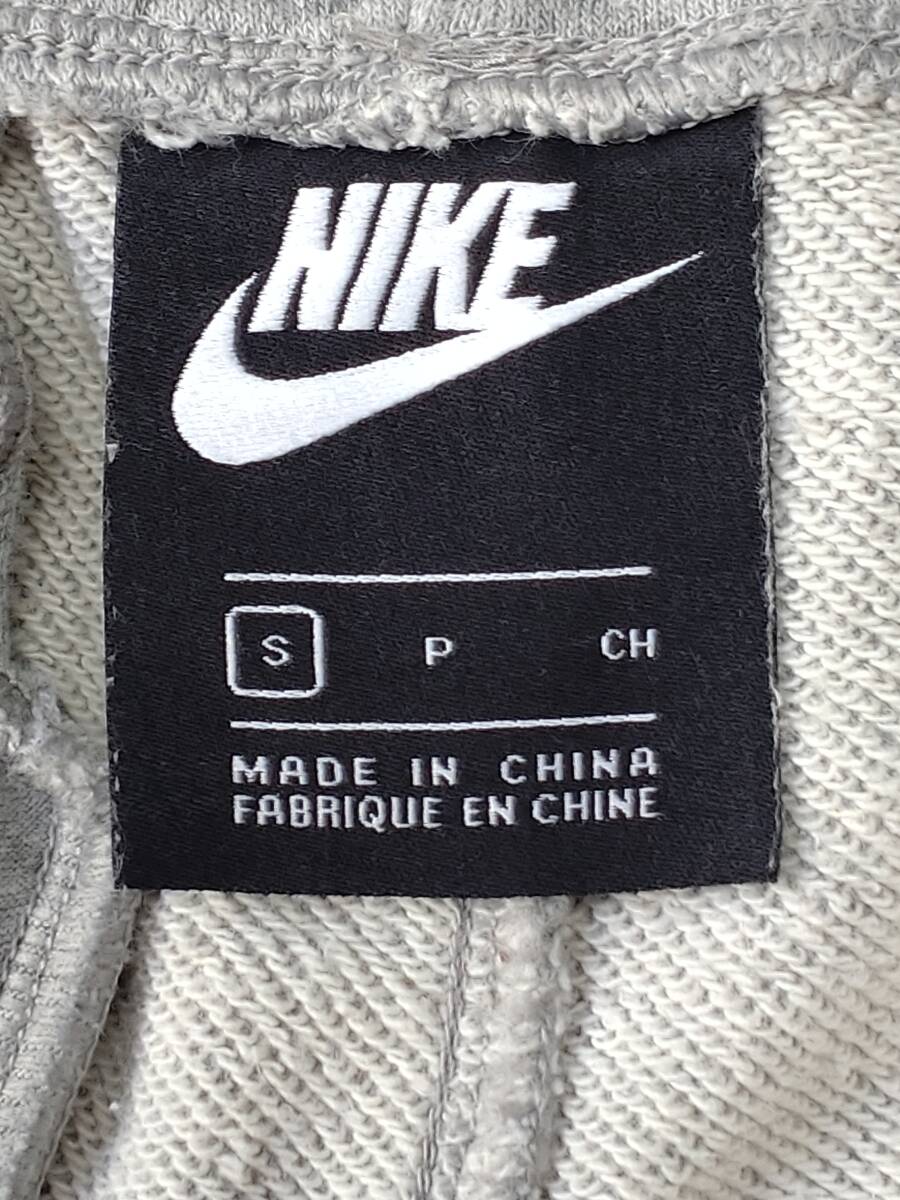 NIKE
S P CH
MADE IN CHINA
FABRIQUE EN CHINE